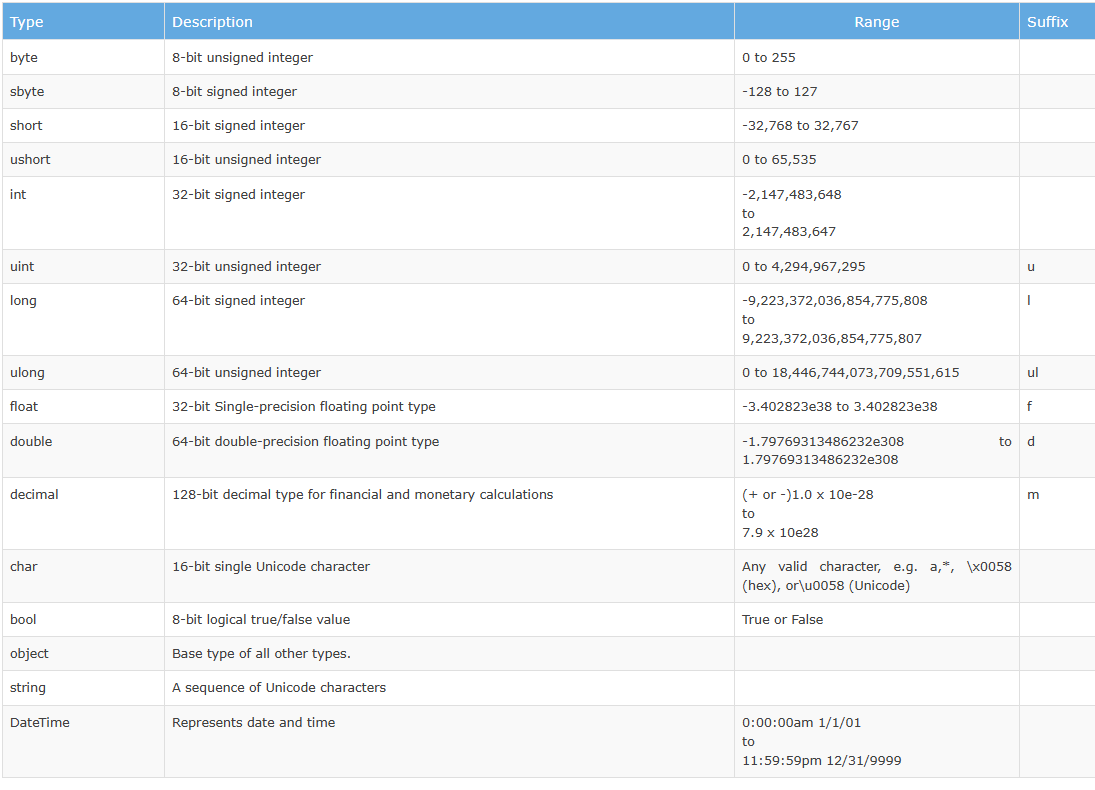 Type Description Range Suffix
byte 8-bit unsigned integer 0 to 255
sbyte 8-bit signed integer -128 to 127
short 16-bit signed integer -32,768 to 32,767
ushort 16-bit unsigned integer 0 to 65,535
int 32-bit signed integer -2,147,483,648
to
2,147,483,647
uint 32-bit unsigned integer 0 to 4,294,967,295 u
long 64-bit signed integer -9,223,372,036,854,775,808 l
to
9,223,372,036,854,775,807
ulong 64-bit unsigned integer 0 to 18,446,744,073,709,551,615 ul
float 32-bit Single-precision floating point type -3.402823e38 to 3.402823e38 f
double 64-bit double-precision floating point type -1.79769313486232e308 to d
1.79769313486232e308
decimal 128-bit decimal type for financial and monetary calculations (+ or -)1.0 x 10e-28 m
to
7.9 x 10e28
char 16-bit single Unicode character Any valid character, e.g. a,*, \x0058
(hex), or\u0058 (Unicode)
bool 8-bit logical true/false value True or False
object Base type of all other types.
string A sequence of Unicode characters
DateTime Represents date and time 0:00:00am 1/1/01
to
11:59:59pm 12/31/9999